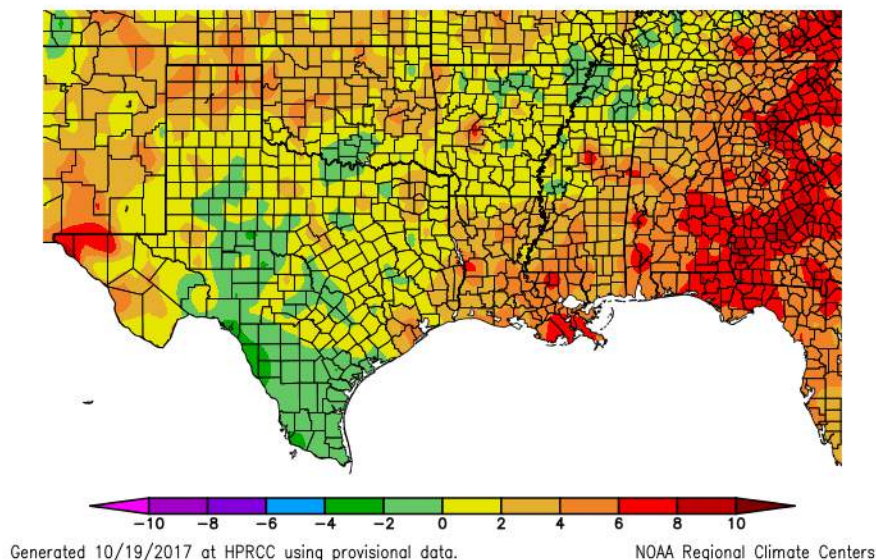 -10 -8 -6 -4 -2 0 2 4 6 8 10
Generated 10/19/2017 at HPRCC using provisional data. NOAA Regional Climate Centers